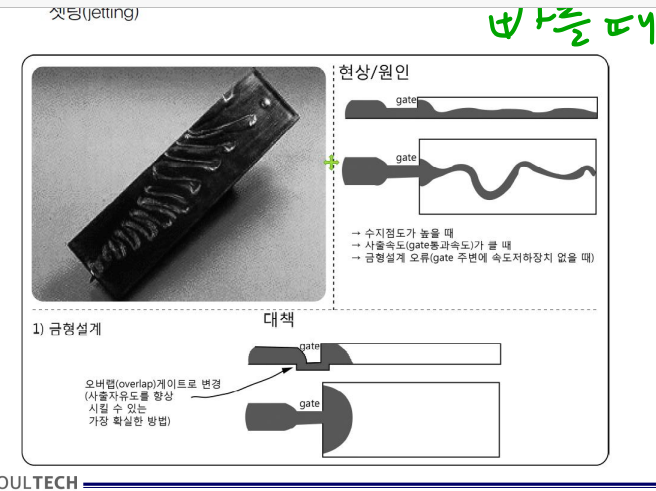 젯팅(jetting)
빠를 때
현상/원인
gate
gate
→ 수지점도가 높을 때
→ 사출속도(gate통과속도)가 클 때
→ 금형설계 오류(gate 주변에 속도저하장치 없을 때)
대책
1) 금형설계
gate
오버랩(overlap)게이트로 변경
(사출자유도를 향상
시킬 수 있는
가장 확실한 방법)
gate
OULTECH